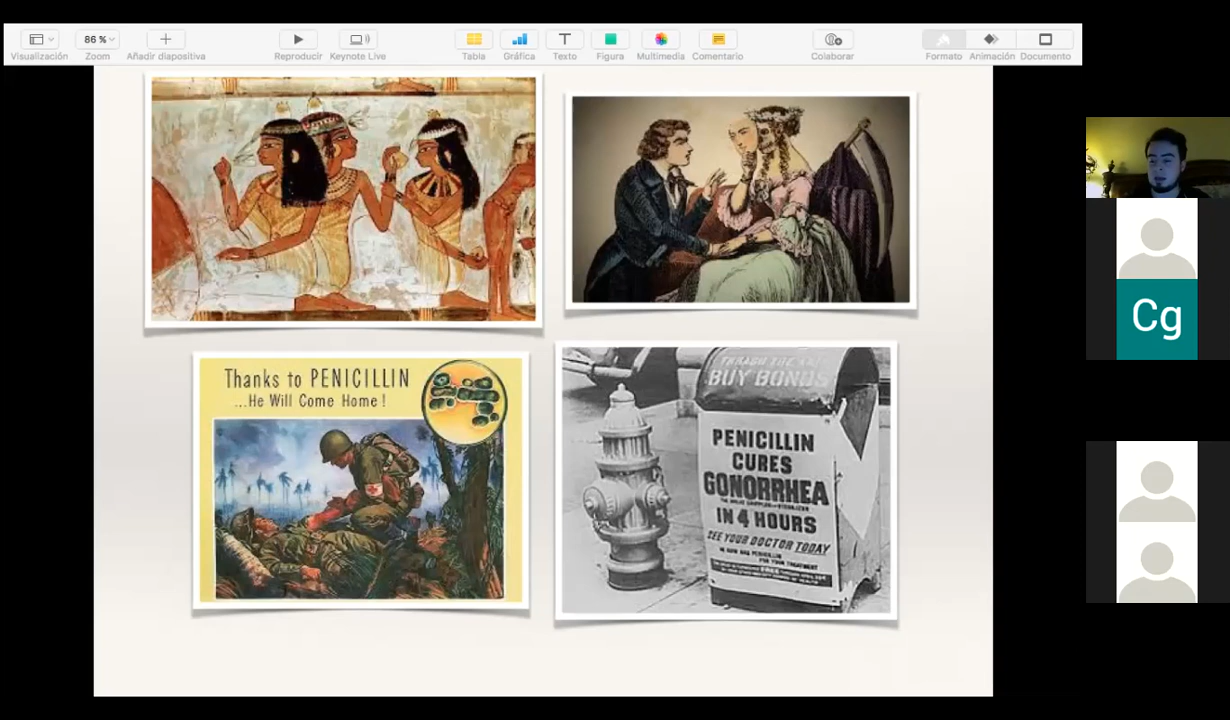 86 %
Visualización
Zoom
Añadir diapositiva
Reproducir
Keynote Live
Tabla
Gráfica
Texto
Figura
Multimedia
Comentario
Colaborar
Formato
Animación
Documento
Thanks to PENICILLIN
...He Will Come Home!
BUY BONDS
PENICILLIN
CURES
GONORRHEA
IN 4 HOURS
SEE YOUR DOCTOR TODAY
Cg